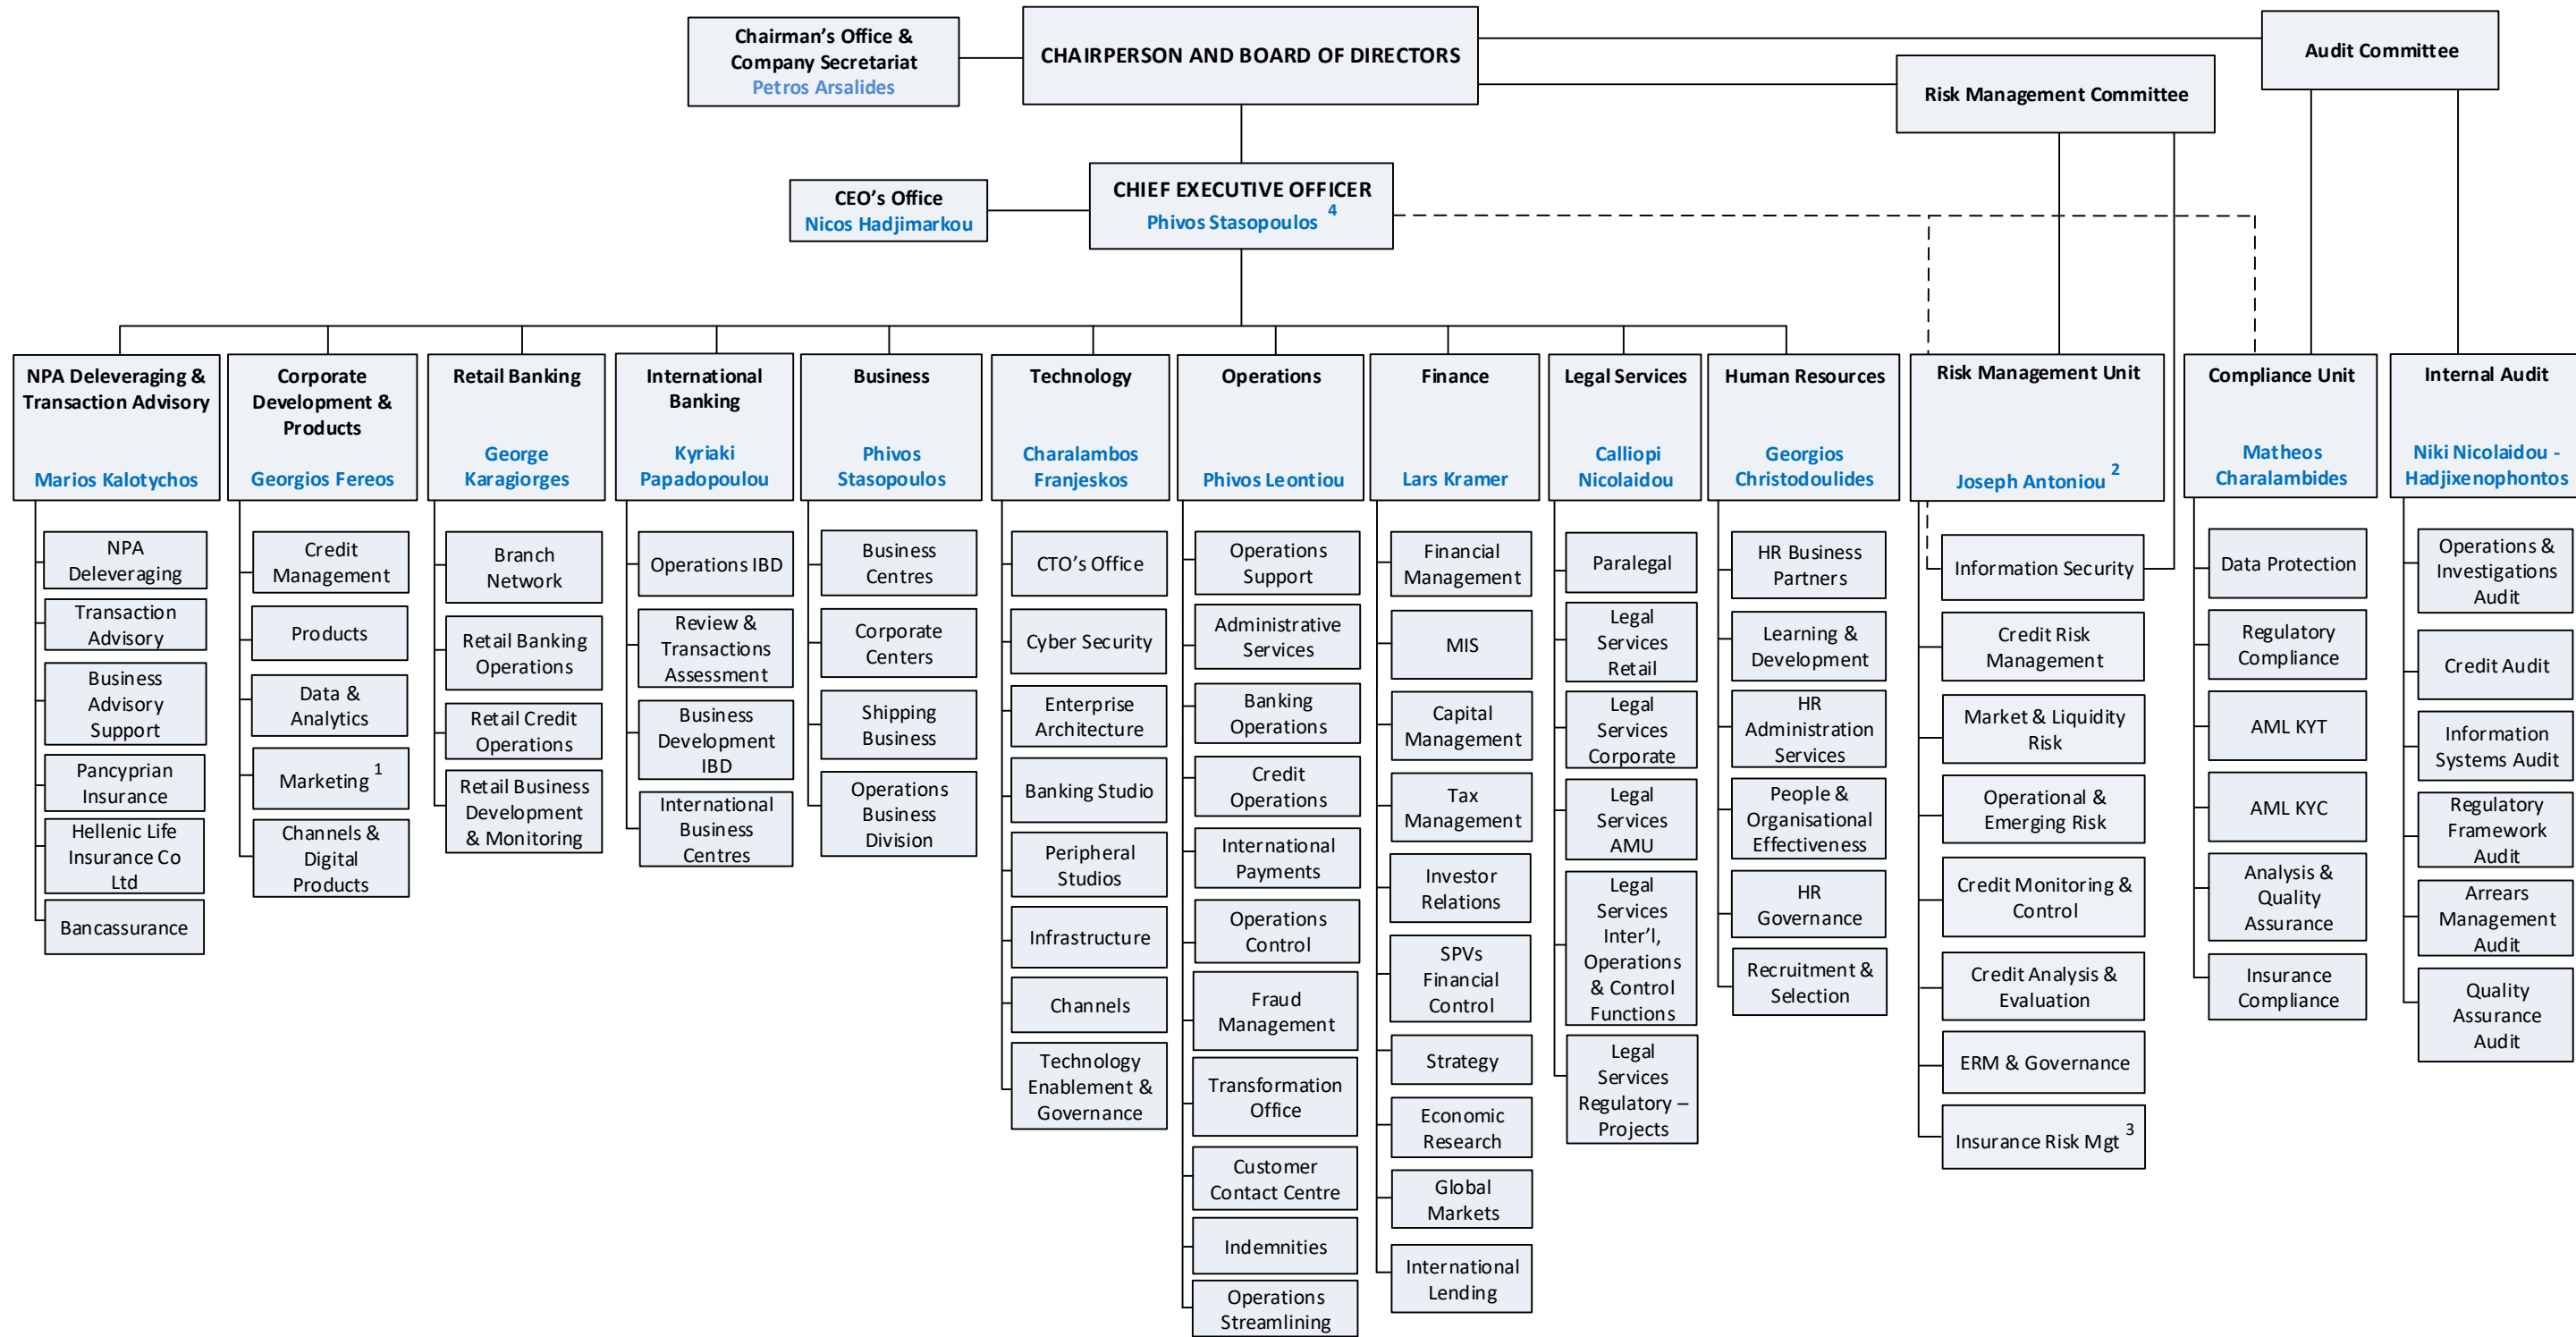 Chairman's Office &
Company Secretariat
Petros Arsalides
CHAIRPERSON AND BOARD OF DIRECTORS
Audit Committee
Risk Management Committee
CEO's Office
Nicos Hadjimarkou
CHIEF EXECUTIVE OFFICER
Phivos Stasopoulos 4
NPA Deleveraging &
Transaction Advisory
Marios Kalotychos
NPA
Deleveraging
Transaction
Advisory
Business
Advisory
Support
Pancyprian
Insurance
Hellenic Life
Insurance Co
Ltd
Bancassurance
Corporate
Development &
Products
Georgios Fereos
Credit
Management
Products
Data &
Analytics
Marketing 1
Channels &
Digital
Products
Retail Banking
George
Karagiorges
Branch
Network
Retail Banking
Operations
Retail Credit
Operations
Retail Business
Development
& Monitoring
International
Banking
Kyriaki
Papadopoulou
Operations IBD
Review &
Transactions
Assessment
Business
Development
IBD
International
Business
Centres
Business
Phivos
Stasopoulos
Business
Centres
Corporate
Centers
Shipping
Business
Operations
Business
Division
Technology
Charalambos
Franjeskos
CTO's Office
Cyber Security
Enterprise
Architecture
Banking Studio
Peripheral
Studios
Infrastructure
Channels
Technology
Enablement &
Governance
Operations
Phivos Leontiou
Operations
Support
Administrative
Services
Banking
Operations
Credit
Operations
International
Payments
Operations
Control
Fraud
Management
Transformation
Office
Customer
Contact Centre
Indemnities
Operations
Streamlining
Finance
Lars Kramer
Financial
Management
MIS
Capital
Management
Tax
Management
Investor
Relations
SPVs
Financial
Control
Strategy
Economic
Research
Global
Markets
International
Lending
Legal Services
Calliopi
Nicolaidou
Paralegal
Legal
Services
Retail
Legal
Services
Corporate
Legal
Services
AMU
Legal
Services
Inter'l,
Operations
& Control
Functions
Legal
Services
Regulatory –
Projects
Human Resources
Georgios
Christodoulides
HR Business
Partners
Learning &
Development
HR
Administration
Services
People &
Organisational
Effectiveness
HR
Governance
Recruitment &
Selection
Risk Management Unit
Joseph Antoniou 2
Information Security
Credit Risk
Management
Market & Liquidity
Risk
Operational &
Emerging Risk
Credit Monitoring &
Control
Credit Analysis &
Evaluation
ERM & Governance
Insurance Risk Mgt 3
Compliance Unit
Matheos
Charalambides
Data Protection
Regulatory
Compliance
AML KYT
AML KYC
Analysis &
Quality
Assurance
Insurance
Compliance
Internal Audit
Niki Nicolaidou -
Hadjixenophontos
Operations &
Investigations
Audit
Credit Audit
Information
Systems Audit
Regulatory
Framework
Audit
Arrears
Management
Audit
Quality
Assurance
Audit